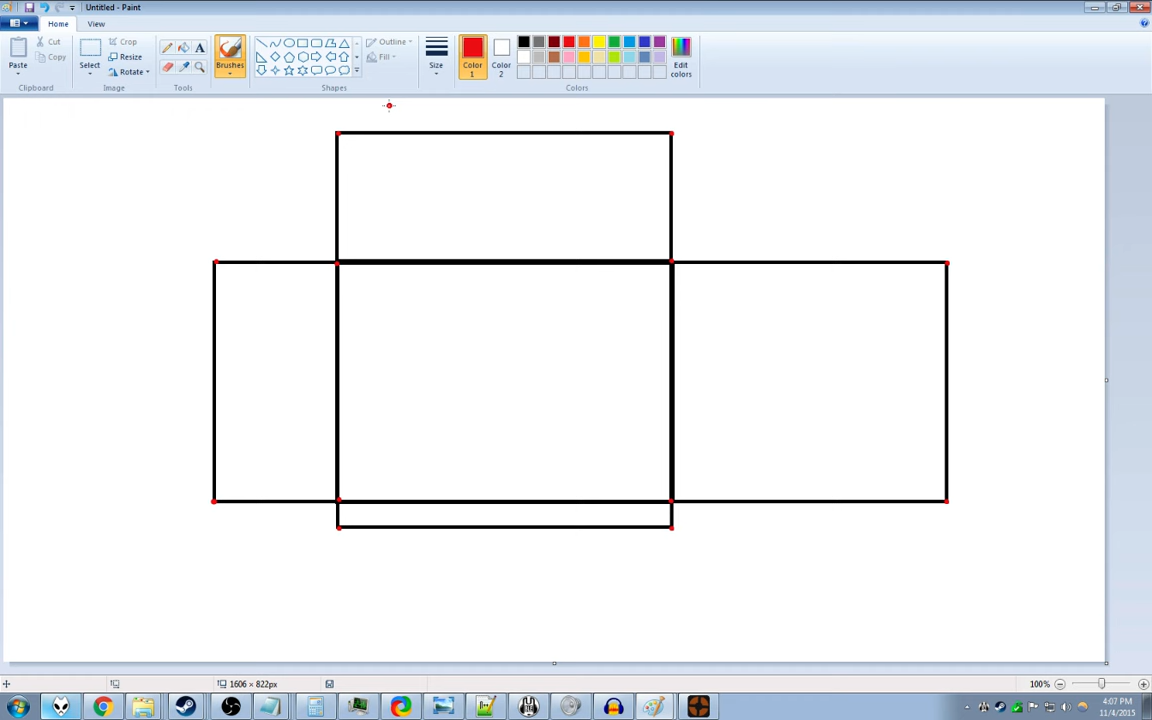 Untitled - Paint
Home View
Paste
Cut
Copy
Clipboard
Select
Crop
Resize
Rotate
Image
Tools
Brushes
Outline
Fill
Shapes
Size
Color 1
Color 2
Edit colors
Colors
1606 × 822px
100%
4:07 PM
11/4/2015